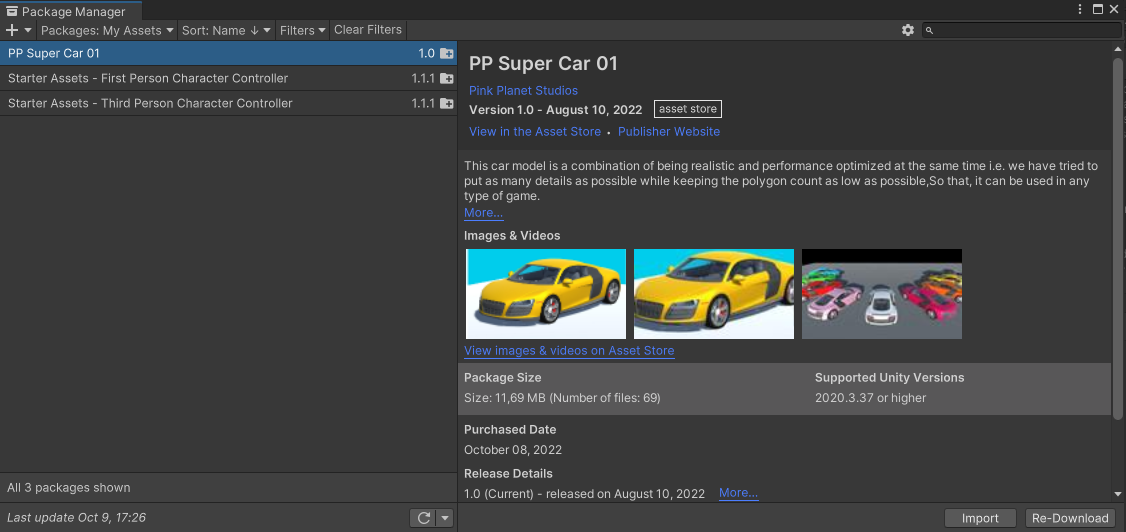 Package Manager
Packages: My Assets Sort: Name ↓ Filters Clear Filters
PP Super Car 01 1.0
Starter Assets - First Person Character Controller 1.1.1
Starter Assets - Third Person Character Controller 1.1.1
All 3 packages shown
Last update Oct 9, 17:26
PP Super Car 01
Pink Planet Studios
Version 1.0 - August 10, 2022 asset store
View in the Asset Store • Publisher Website
This car model is a combination of being realistic and performance optimized at the same time i.e. we have tried to
put as many details as possible while keeping the polygon count as low as possible,So that, it can be used in any
type of game.
More...
Images & Videos
View images & videos on Asset Store
Package Size
Size: 11,69 MB (Number of files: 69)
Supported Unity Versions
2020.3.37 or higher
Purchased Date
October 08, 2022
Release Details
1.0 (Current) - released on August 10, 2022 More...
Import Re-Download